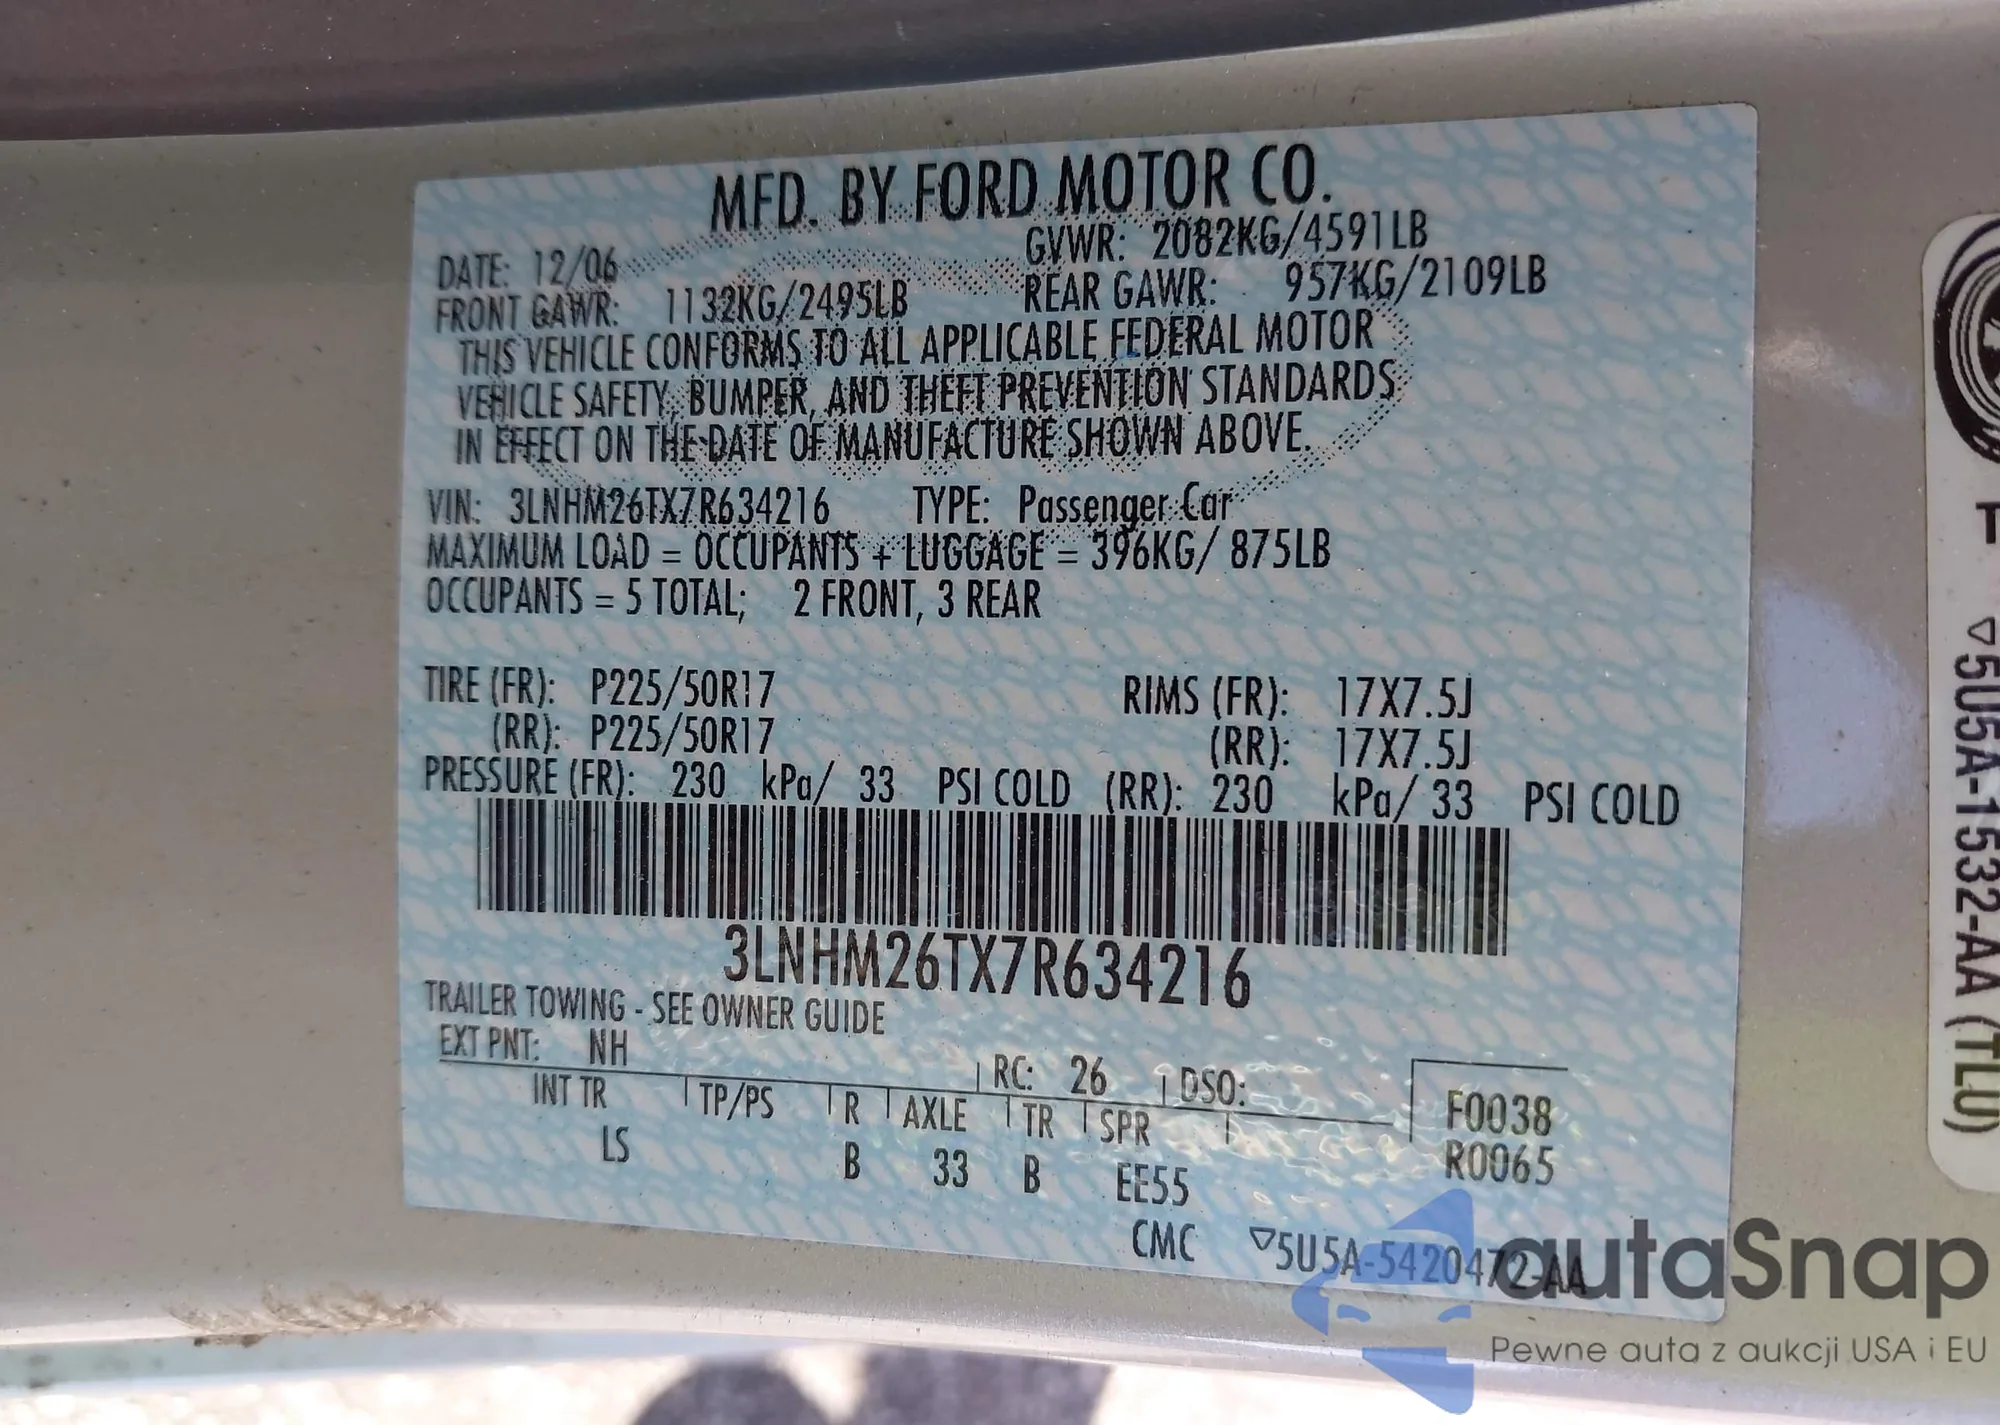 MFD. BY FORD MOTOR CO.
DATE: 12/06 GVWR: 2082KG/4591LB
FRONT GAWR: 1132KG/2495LB REAR GAWR: 957KG/2109LB
THIS VEHICLE CONFORMS TO ALL APPLICABLE FEDERAL MOTOR
VEHICLE SAFETY, BUMPER, AND THEFT PREVENTION STANDARDS
IN EFFECT ON THE DATE OF MANUFACTURE SHOWN ABOVE.
VIN: 3LNHM26TX7R634216 TYPE: Passenger Car
MAXIMUM LOAD = OCCUPANTS + LUGGAGE = 396KG/ 875LB
OCCUPANTS = 5 TOTAL; 2 FRONT, 3 REAR
TIRE (FR): P225/50R17 RIMS (FR): 17X7.5J
(RR): P225/50R17 (RR): 17X7.5J
PRESSURE (FR): 230 kPa/ 33 PSI COLD (RR): 230 kPa/ 33 PSI COLD
3LNHM26TX7R634216
TRAILER TOWING - SEE OWNER GUIDE
EXT PNT: NH RC: 26 DSO:
INT TR TP/PS R AXLE TR SPR F0038
LS B 33 B EE55 R0065
CMC ▽5U5A-5420472-AA
T
▽5U5A-1532-AA (TLU)
autaSnap
Pewne auta z aukcji USA i EU